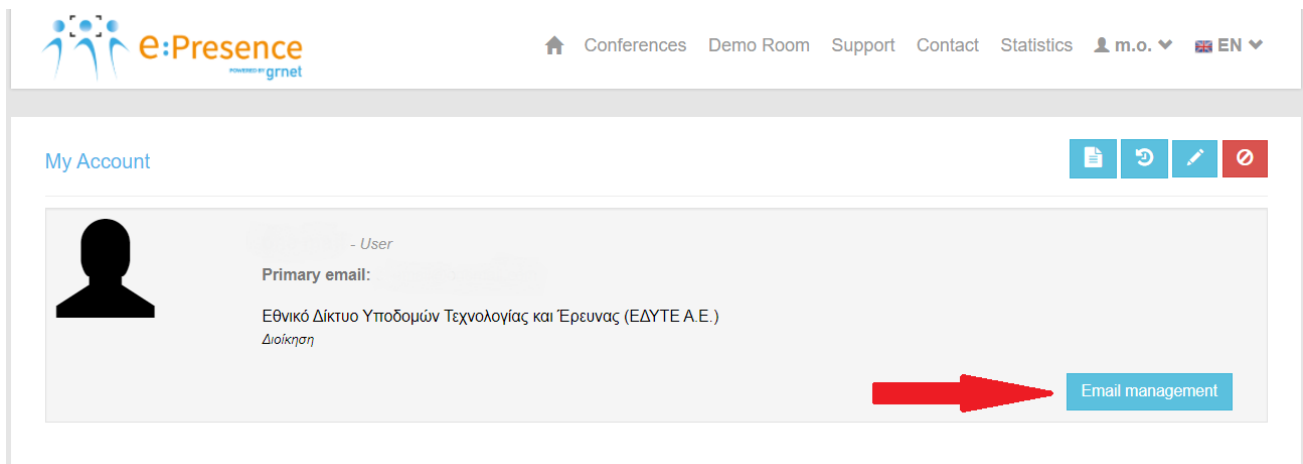 e:Presence
POWERED BY grnet
Conferences Demo Room Support Contact Statistics m.o. EN
My Account
- User
Primary email:
Εθνικό Δίκτυο Υποδομών Τεχνολογίας και Έρευνας (ΕΔΥΤΕ Α.Ε.)
Διοίκηση
Email management